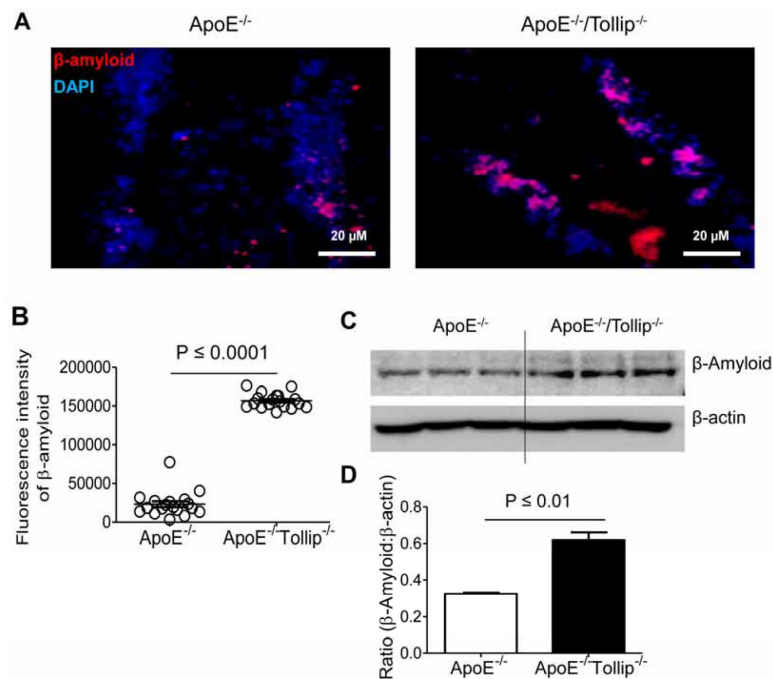 A
ApoE-/-
ApoE-/-/Tollip-/-
β-amyloid
DAPI
20 µM
20 µM
B
P ≤ 0.0001
Fluorescence intensity
of β-amyloid
200000
150000
100000
50000
0
ApoE-/-
ApoE-/-Tollip-/-
C
ApoE-/-
ApoE-/-/Tollip-/-
β-Amyloid
β-actin
D
P ≤ 0.01
Ratio (β-Amyloid:β-actin)
0.8
0.6
0.4
0.2
0.0
ApoE-/-
ApoE-/-Tollip-/-